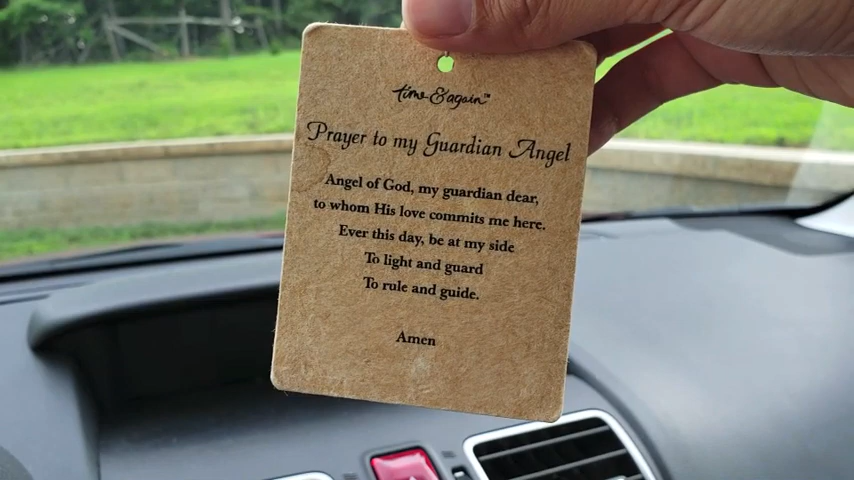 time & again™
Prayer to my Guardian Angel
Angel of God, my guardian dear,
to whom His love commits me here.
Ever this day, be at my side
To light and guard
To rule and guide.
Amen